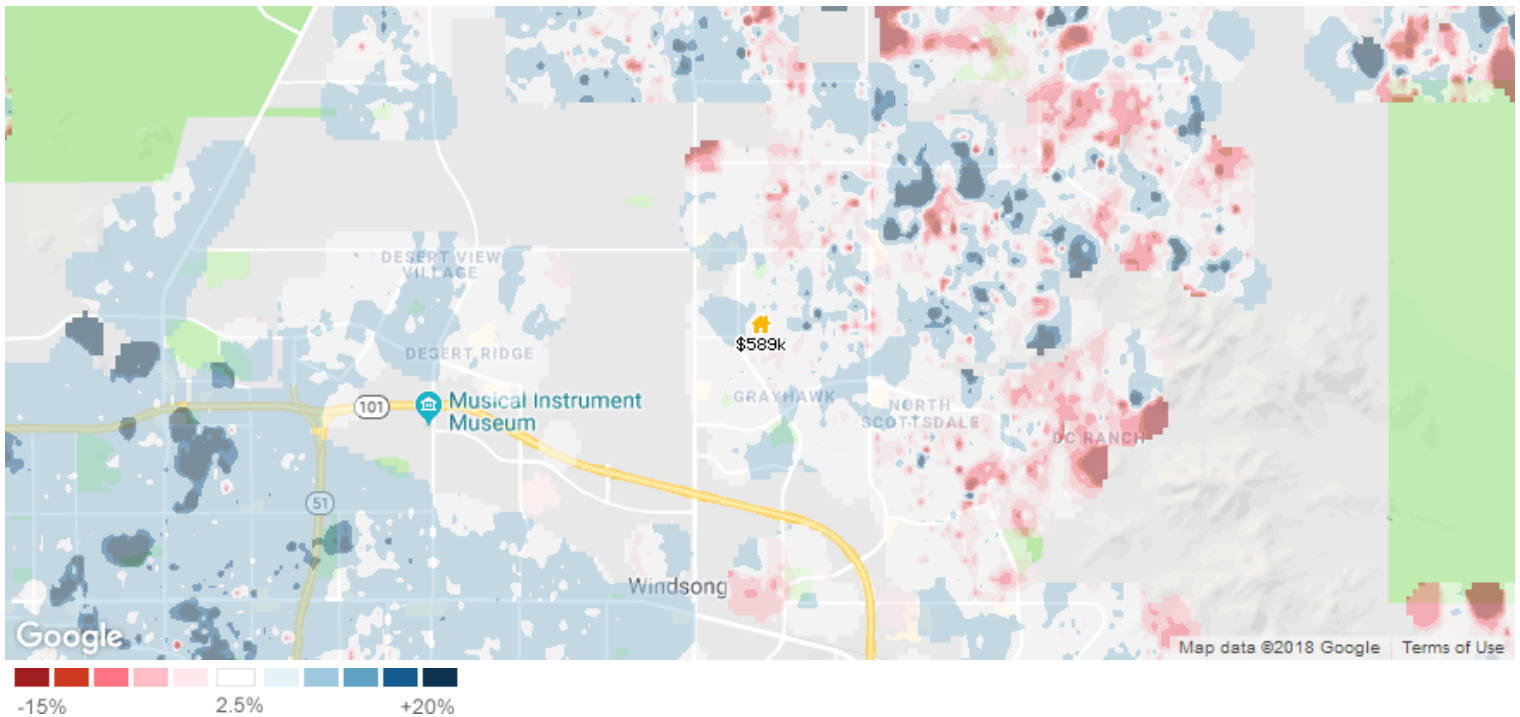 DESERT VIEW
VILLAGE
$589k
DESERT RIDGE
GRAYHAWK
NORTH
SCOTTSDALE
101
Musical Instrument
Museum
DC RANCH
51
Windsong
Google
Map data ©2018 Google
Terms of Use
-15%
2.5%
+20%